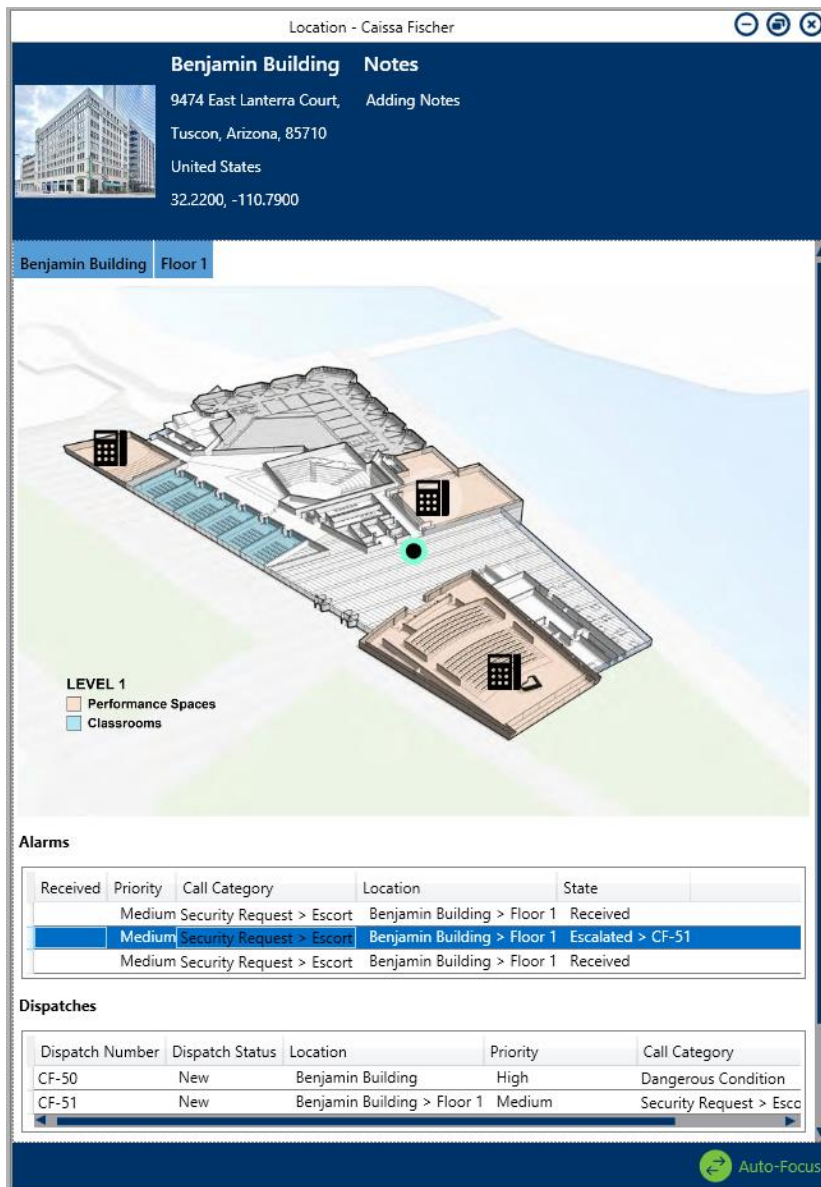 Location - Caissa Fischer
Benjamin Building Notes
9474 East Lanterra Court, Adding Notes
Tuscon, Arizona, 85710
United States
32.2200, -110.7900
Benjamin Building Floor 1
LEVEL 1
Performance Spaces
Classrooms
Alarms
Received Priority Call Category Location State
Medium Security Request > Escort Benjamin Building > Floor 1 Received
Medium Security Request > Escort Benjamin Building > Floor 1 Escalated > CF-51
Medium Security Request > Escort Benjamin Building > Floor 1 Received
Dispatches
Dispatch Number Dispatch Status Location Priority Call Category
CF-50 New Benjamin Building High Dangerous Condition
CF-51 New Benjamin Building > Floor 1 Medium Security Request > Esco
Auto-Focus